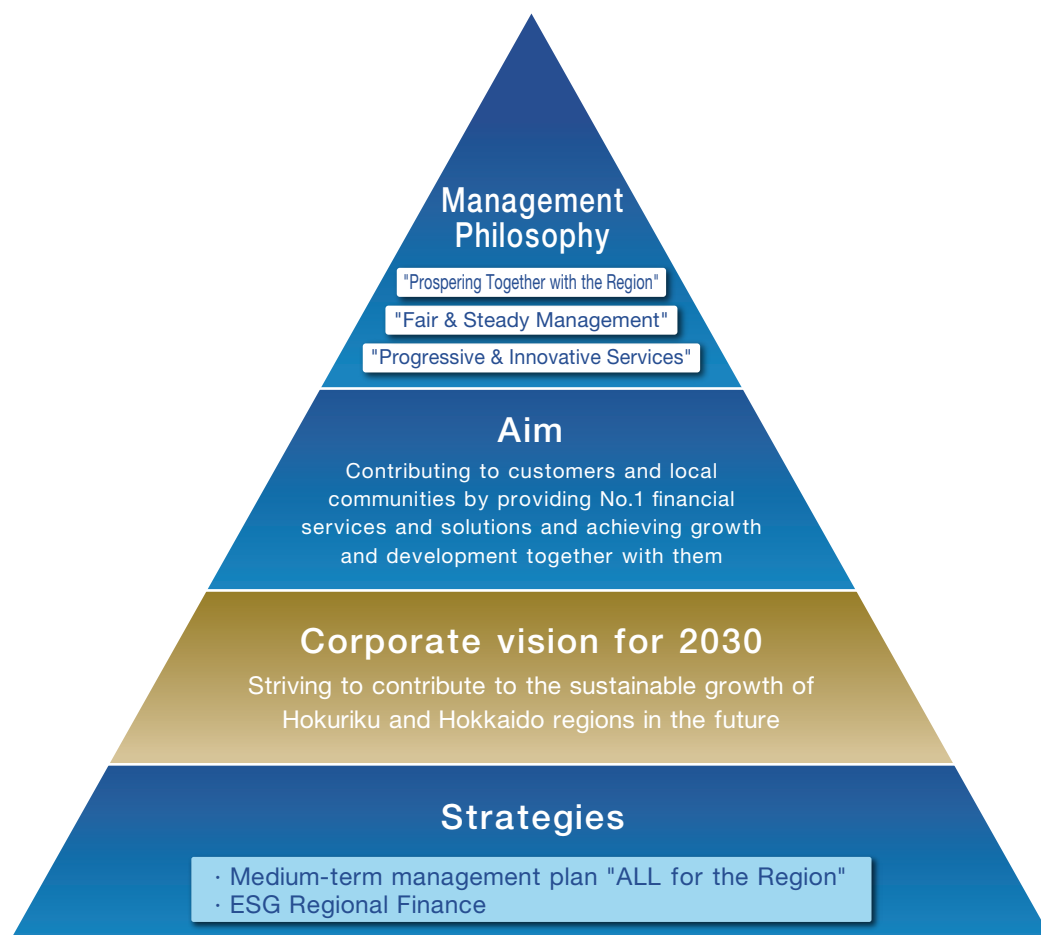 Management
Philosophy
"Prospering Together with the Region"
"Fair & Steady Management"
"Progressive & Innovative Services"
Aim
Contributing to customers and local
communities by providing No.1 financial
services and solutions and achieving growth
and development together with them
Corporate vision for 2030
Striving to contribute to the sustainable growth of
Hokuriku and Hokkaido regions in the future
Strategies
· Medium-term management plan "ALL for the Region"
· ESG Regional Finance